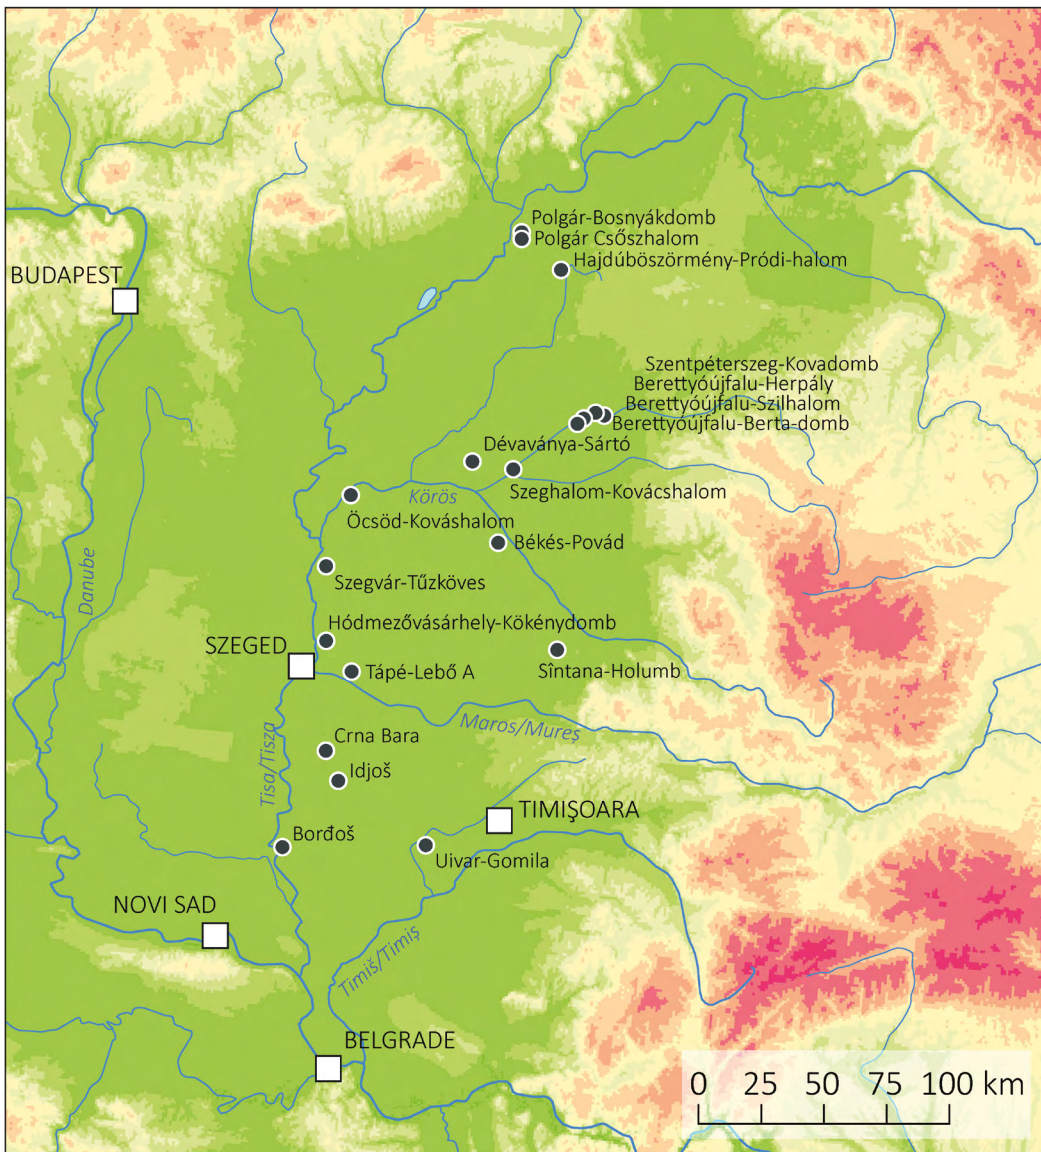 Polgár-Bosnyákdomb
Polgár Csőszhalom
Hajdúböszörmény-Pródi-halom
BUDAPEST
Szentpéterszeg-Kovadomb
Berettyóújfalu-Herpály
Berettyóújfalu-Szilhalom
Berettyóújfalu-Berta-domb
Dévaványa-Sártó
Szeghalom-Kovácshalom
Körös
Öcsöd-Kováshalom
Békés-Povád
Danube
Szegvár-Tűzköves
Hódmezővásárhely-Kökénydomb
SZEGED
Tápé-Lebő A
Sîntana-Holumb
Maros/Mureș
Crna Bara
Tisa/Tisza
Idjoš
TIMIŞOARA
Borđoš
Uivar-Gomila
NOVI SAD
Timiš/Timiș
BELGRADE
0 25 50 75 100 km